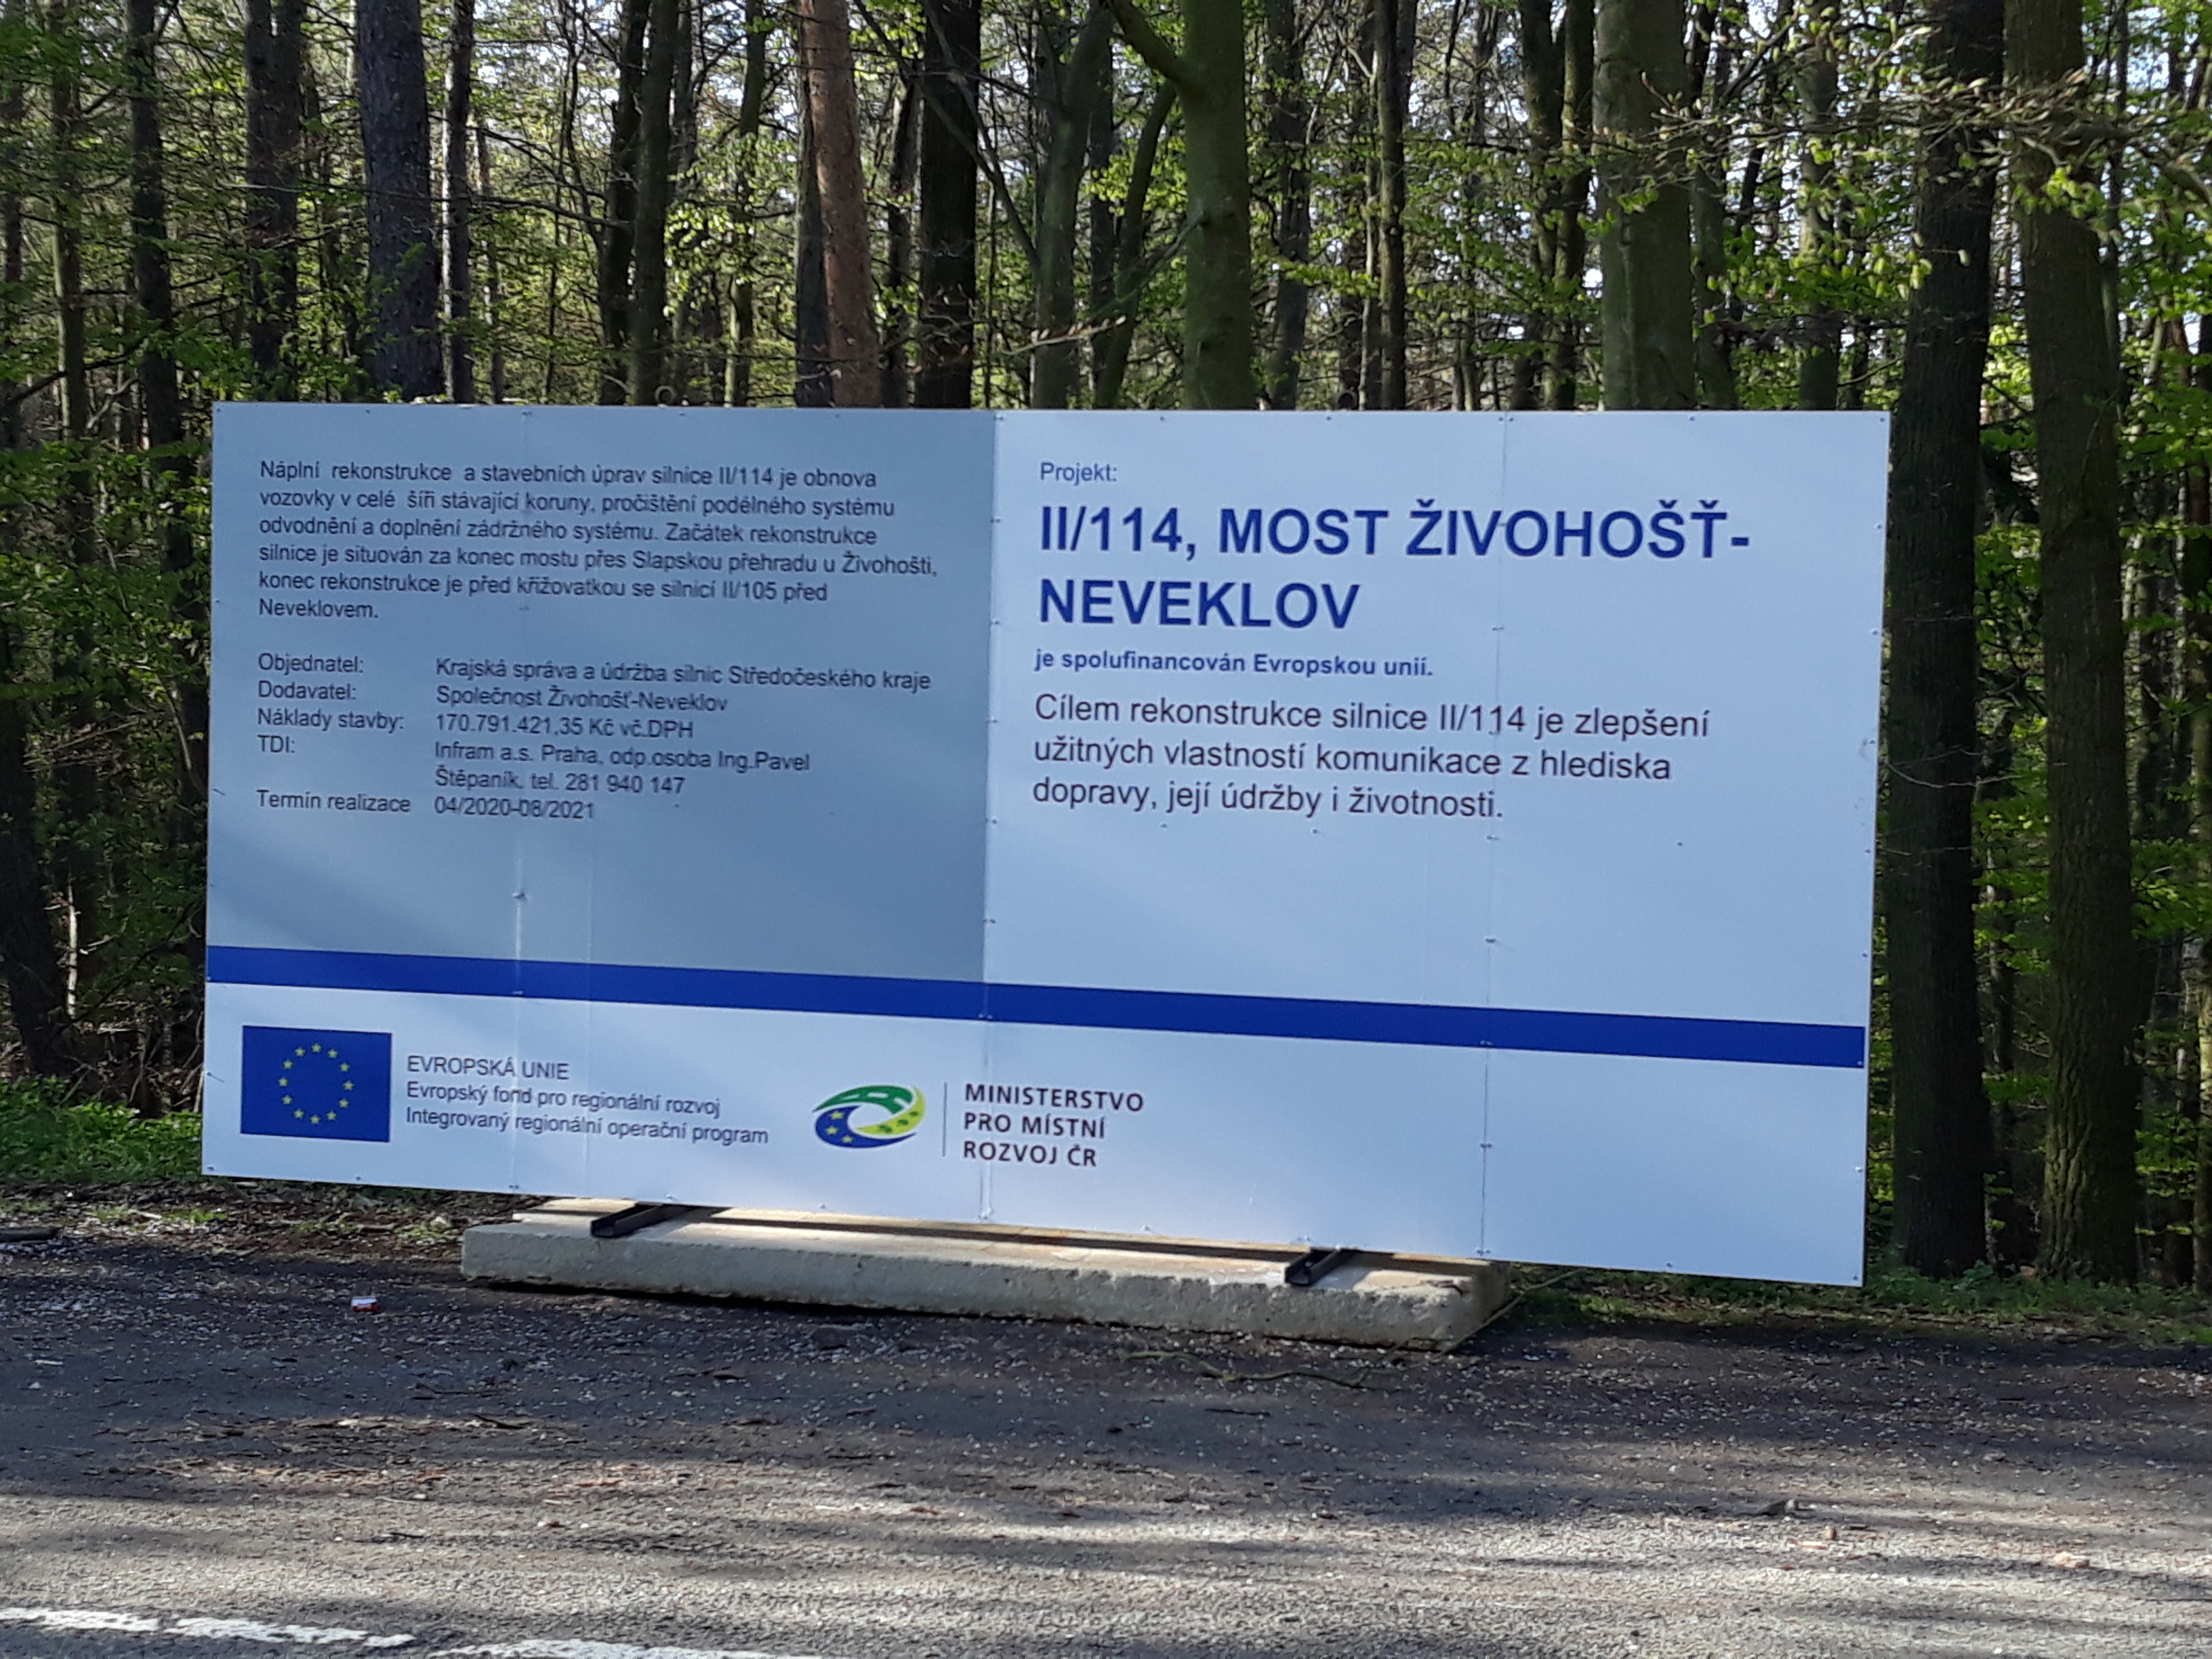 Náplní rekonstrukce a stavebních úprav silnice II/114 je obnova
vozovky v celé šíři stávající koruny, pročištění podélného systému
odvodnění a doplnění zádržného systému. Začátek rekonstrukce
silnice je situován za konec mostu přes Slapskou přehradu u Živohošti,
konec rekonstrukce je před křižovatkou se silnicí II/105 před
Neveklovem.
Objednatel: Krajská správa a údržba silnic Středočeského kraje
Dodavatel: Společnost Živohošť-Neveklov
Náklady stavby: 170.791.421,35 Kč vč.DPH
TDI: Infram a.s. Praha, odp.osoba Ing.Pavel
Štěpaník, tel. 281 940 147
Termín realizace 04/2020-08/2021
Projekt:
II/114, MOST ŽIVOHOŠŤ-
NEVEKLOV
je spolufinancován Evropskou unií.
Cílem rekonstrukce silnice II/114 je zlepšení
užitných vlastností komunikace z hlediska
dopravy, její údržby i životnosti.
EVROPSKÁ UNIE
Evropský fond pro regionální rozvoj
Integrovaný regionální operační program
MINISTERSTVO
PRO MÍSTNÍ
ROZVOJ ČR